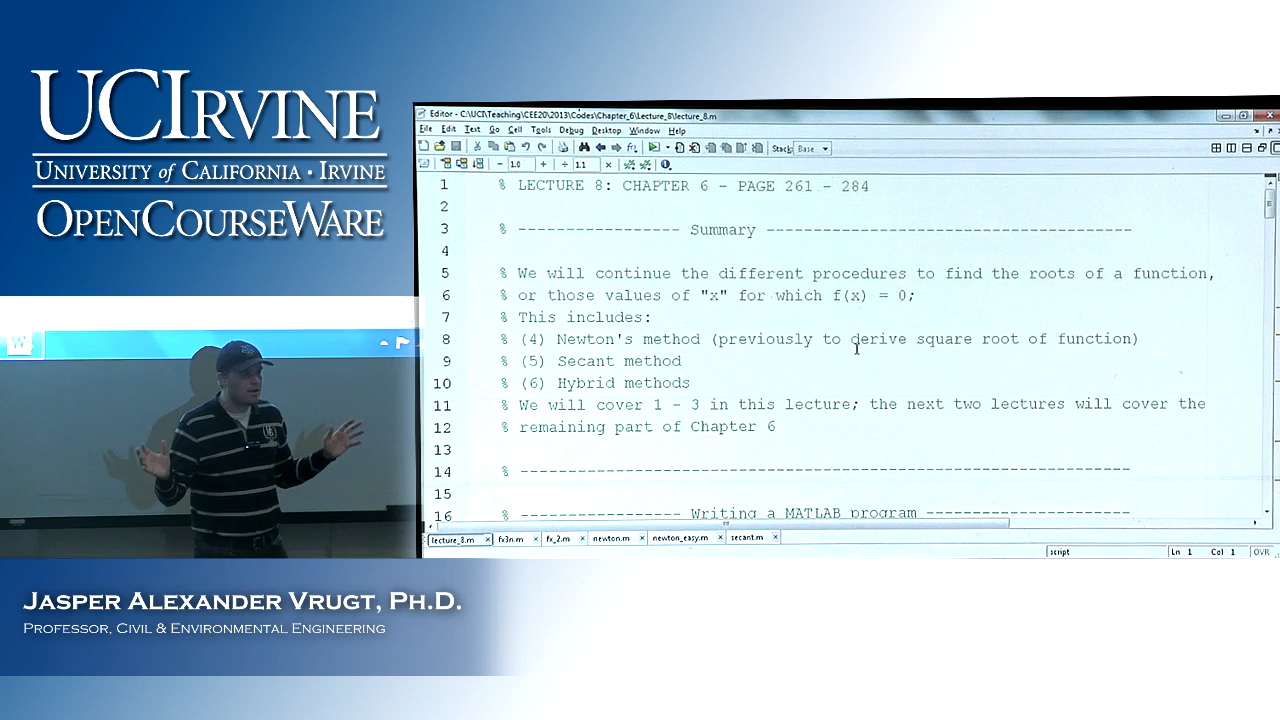 UCIRVINE
UNIVERSITY of CALIFORNIA · IRVINE
OPENCOURSEWARE
JASPER ALEXANDER VRUGT, PH.D.
PROFESSOR, CIVIL & ENVIRONMENTAL ENGINEERING
Editor - C:\UCI\Teaching\CEE20\2013\Codes\Chapter_6\Lecture_8\lecture_8.m
File Edit Text Go Cell Tools Debug Desktop Window Help
Stack: Base
1.0 1.1
1 % LECTURE 8: CHAPTER 6 - PAGE 261 - 284
2
3 % ----------------- Summary --------------------------------------
4
5 % We will continue the different procedures to find the roots of a function,
6 % or those values of "x" for which f(x) = 0;
7 % This includes:
8 % (4) Newton's method (previously to derive square root of function)
9 % (5) Secant method
10 % (6) Hybrid methods
11 % We will cover 1 - 3 in this lecture; the next two lectures will cover the
12 % remaining part of Chapter 6
13
14 % ----------------------------------------------------------------
15
16 % ----------------- Writing a MATLAB program ---------------------
lecture_8.m fx3n.m fx_2.m newton.m newton_easy.m secant.m
script Ln 1 Col 1 OVR